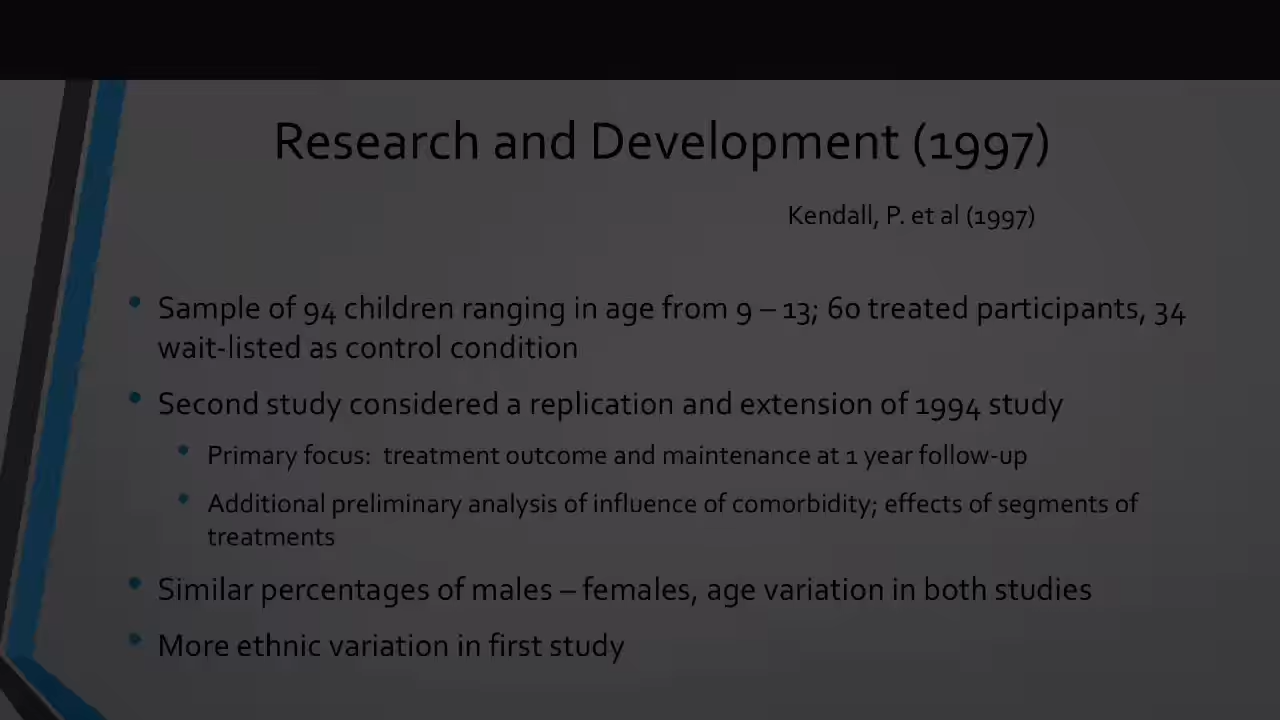 Research and Development (1997)
Kendall, P. et al (1997)
• Sample of 94 children ranging in age from 9 – 13; 60 treated participants, 34
wait-listed as control condition
• Second study considered a replication and extension of 1994 study
• Primary focus:  treatment outcome and maintenance at 1 year follow-up
• Additional preliminary analysis of influence of comorbidity; effects of segments of
treatments
• Similar percentages of males – females, age variation in both studies
• More ethnic variation in first study